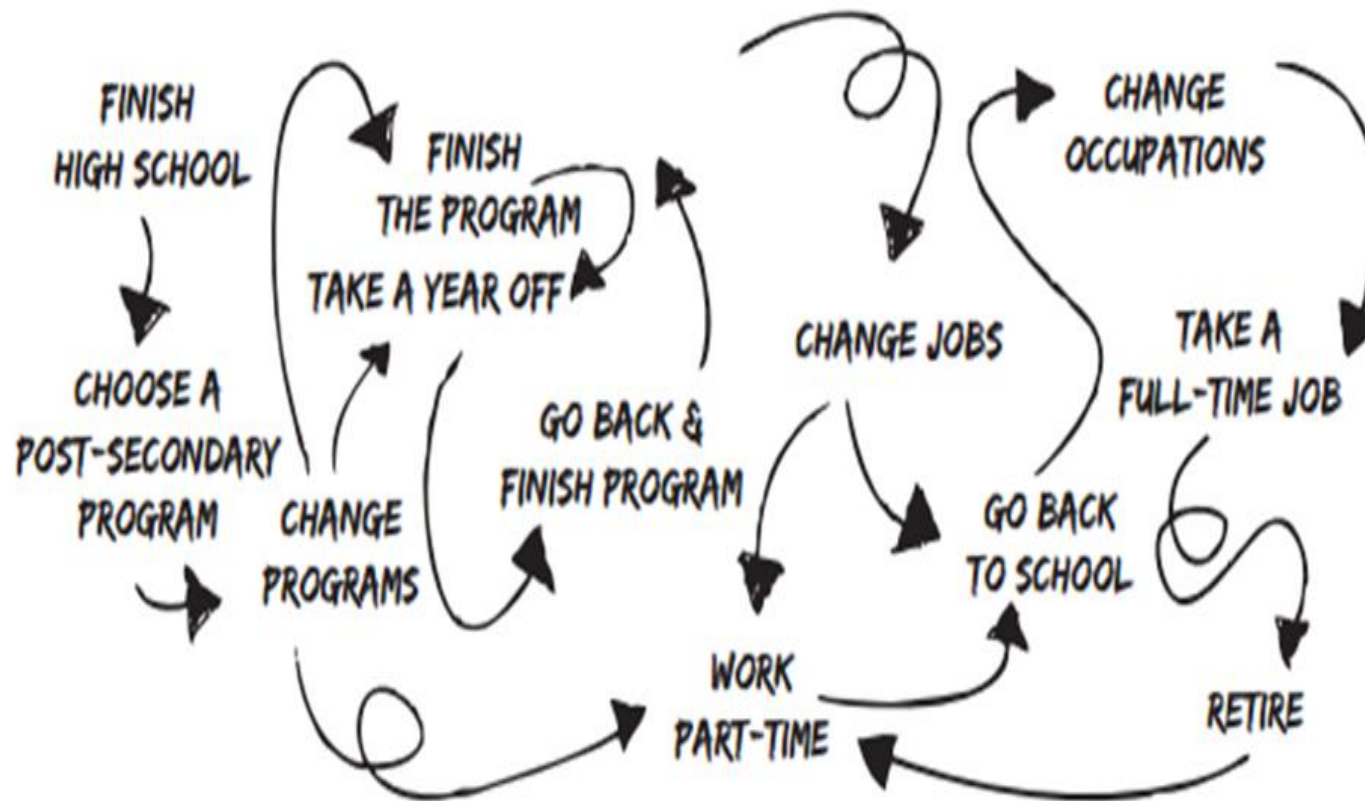 FINISH
HIGH SCHOOL
CHOOSE A
POST-SECONDARY
PROGRAM
CHANGE
PROGRAMS
FINISH
THE PROGRAM
TAKE A YEAR OFF
GO BACK &
FINISH PROGRAM
CHANGE JOBS
WORK
PART-TIME
GO BACK
TO SCHOOL
CHANGE
OCCUPATIONS
TAKE A
FULL-TIME JOB
RETIRE